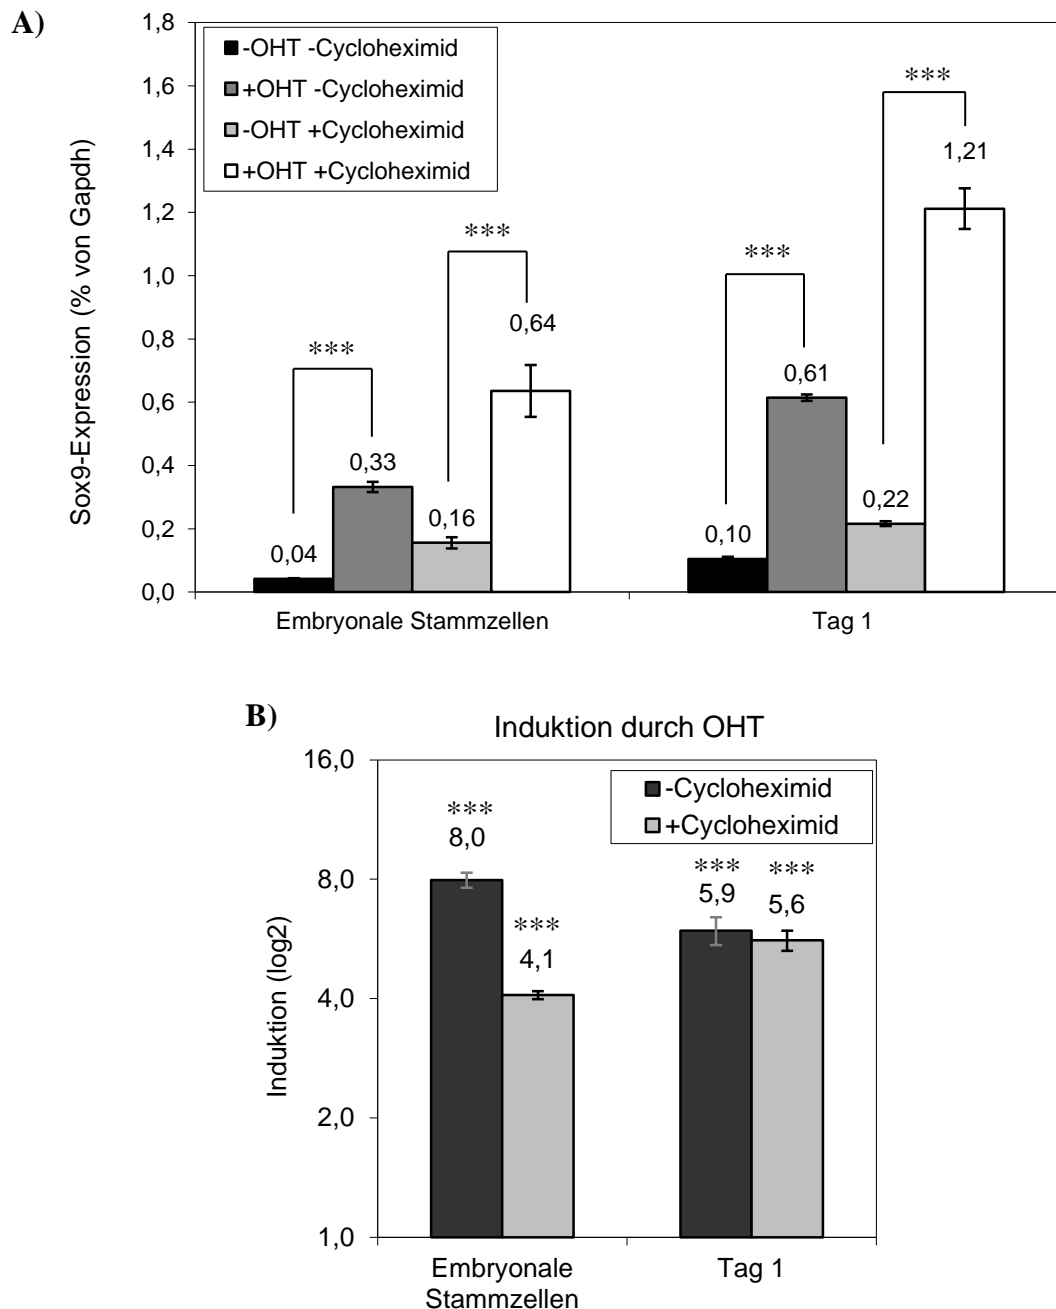 A)
Sox9-Expression (% von Gapdh)
1,8
1,6
1,4
1,2
1,0
0,8
0,6
0,4
0,2
0,0
-OHT -Cycloheximid
+OHT -Cycloheximid
-OHT +Cycloheximid
+OHT +Cycloheximid
***
***
***
***
0,04
0,33
0,16
0,64
0,10
0,61
0,22
1,21
Embryonale Stammzellen
Tag 1
B)
Induktion durch OHT
Induktion (log2)
16,0
8,0
4,0
2,0
1,0
-Cycloheximid
+Cycloheximid
***
8,0
***
4,1
***
5,9
***
5,6
Embryonale
Stammzellen
Tag 1